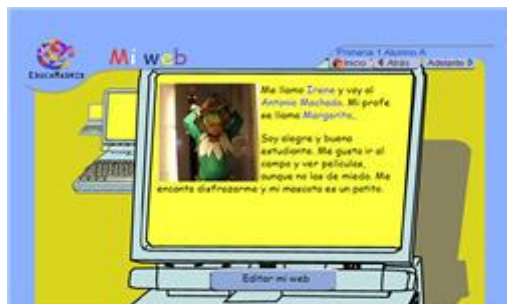 Mi web
Primaria 1 Alumno A
Inicio Atrás Adelante
EducaMadrid
Me llamo Irene y voy al
Antonio Machado. Mi profe
se llama Margarita.
Soy alegre y buena
estudiante. Me gusta ir al
campo y ver películas,
aunque no las de miedo. Me
encanta disfrazarme y mi mascota es un patito.
Editar mi web